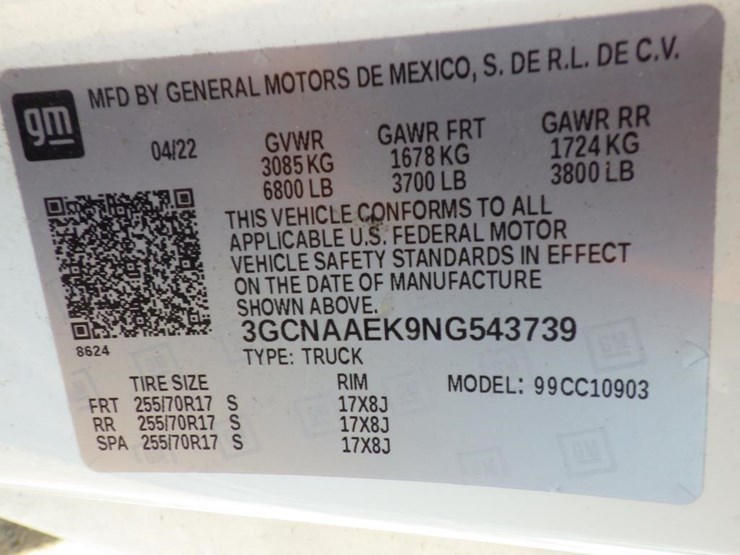 gm
MFD BY GENERAL MOTORS DE MEXICO, S. DE R.L. DE C.V.
04/22 GVWR GAWR FRT GAWR RR
3085 KG 1678 KG 1724 KG
6800 LB 3700 LB 3800 LB
THIS VEHICLE CONFORMS TO ALL
APPLICABLE U.S. FEDERAL MOTOR
VEHICLE SAFETY STANDARDS IN EFFECT
ON THE DATE OF MANUFACTURE
SHOWN ABOVE.
8624
3GCNAAEK9NG543739
TYPE: TRUCK
TIRE SIZE RIM MODEL: 99CC10903
FRT 255/70R17 S 17X8J
RR 255/70R17 S 17X8J
SPA 255/70R17 S 17X8J